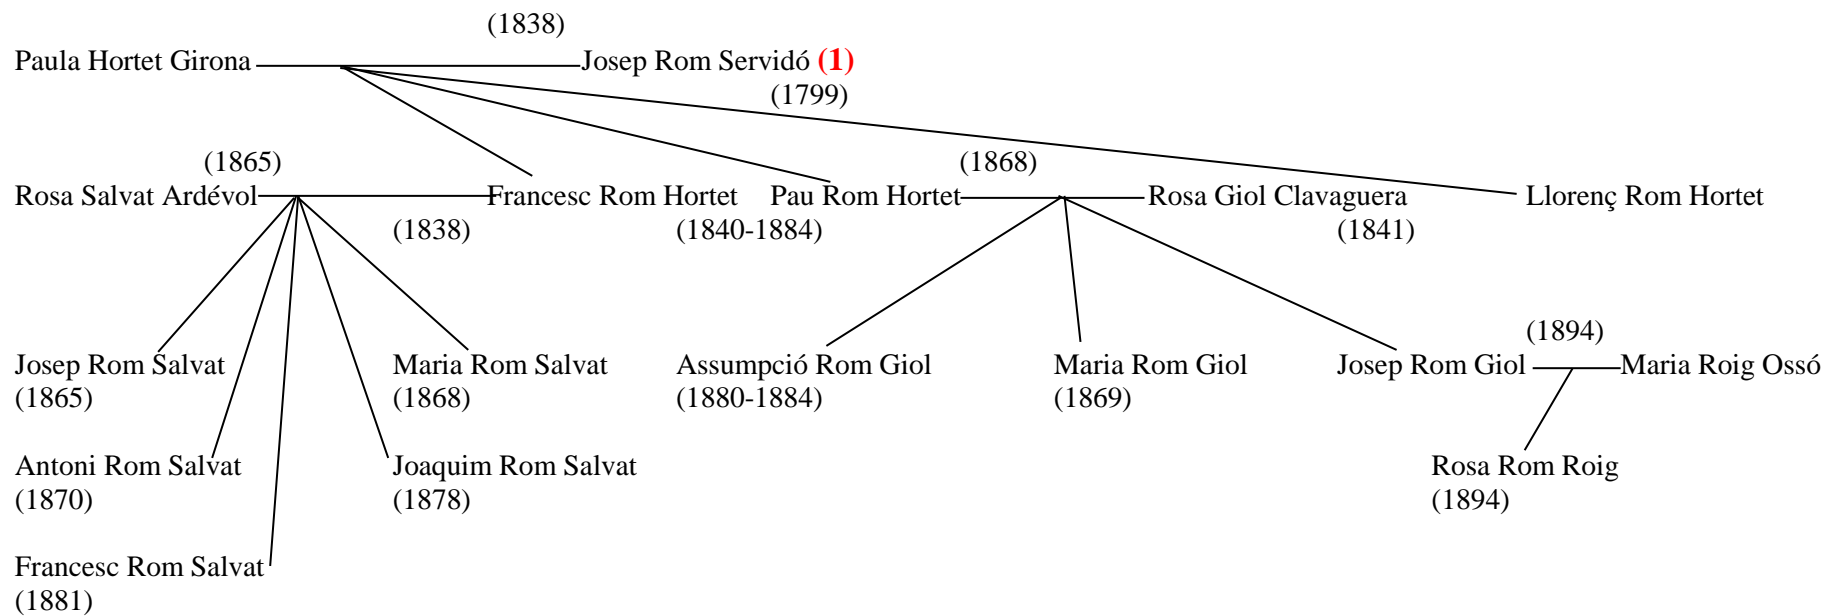 (1838)
Paula Hortet Girona Josep Rom Servidó (1)
(1799)
(1865) (1868)
Rosa Salvat Ardévol Francesc Rom Hortet Pau Rom Hortet Rosa Giol Clavaguera Llorenç Rom Hortet
(1838) (1840-1884) (1841)
(1894)
Josep Rom Salvat Maria Rom Salvat Assumpció Rom Giol Maria Rom Giol Josep Rom Giol Maria Roig Ossó
(1865) (1868) (1880-1884) (1869)
Antoni Rom Salvat Joaquim Rom Salvat Rosa Rom Roig
(1870) (1878) (1894)
Francesc Rom Salvat
(1881)